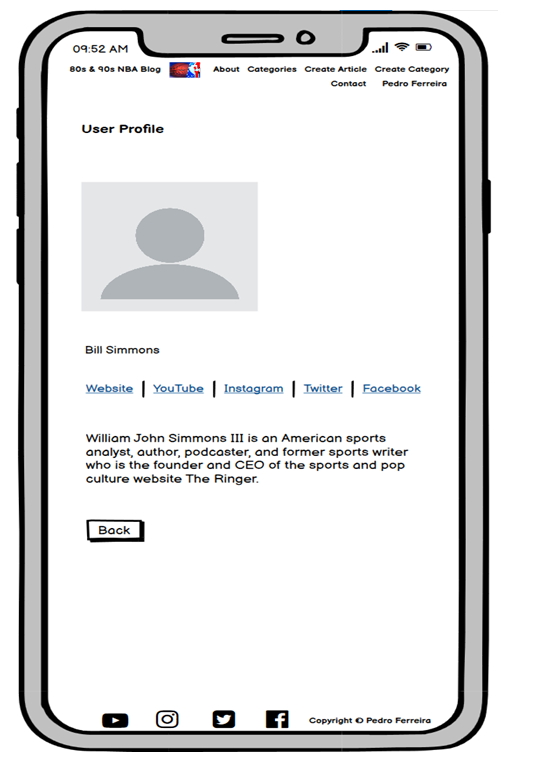 09:52 AM
80s & 90s NBA Blog About Categories Create Article Create Category
Contact Pedro Ferreira
User Profile
Bill Simmons
Website | YouTube | Instagram | Twitter | Facebook
William John Simmons III is an American sports
analyst, author, podcaster, and former sports writer
who is the founder and CEO of the sports and pop
culture website The Ringer.
Back
Copyright © Pedro Ferreira